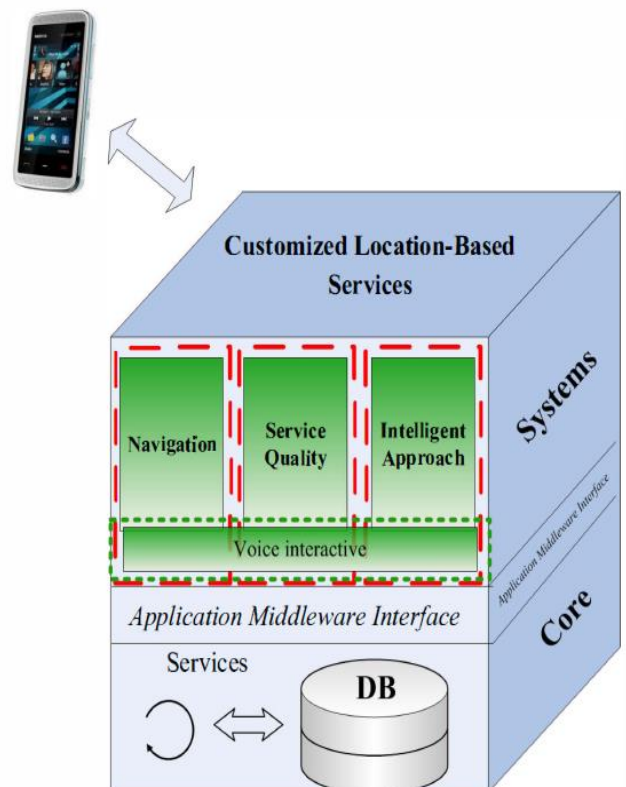 Customized Location-Based
Services
Navigation
Service
Quality
Intelligent
Approach
Voice interactive
Application Middleware Interface
Services
DB
Systems
Application Middleware Interface
Core